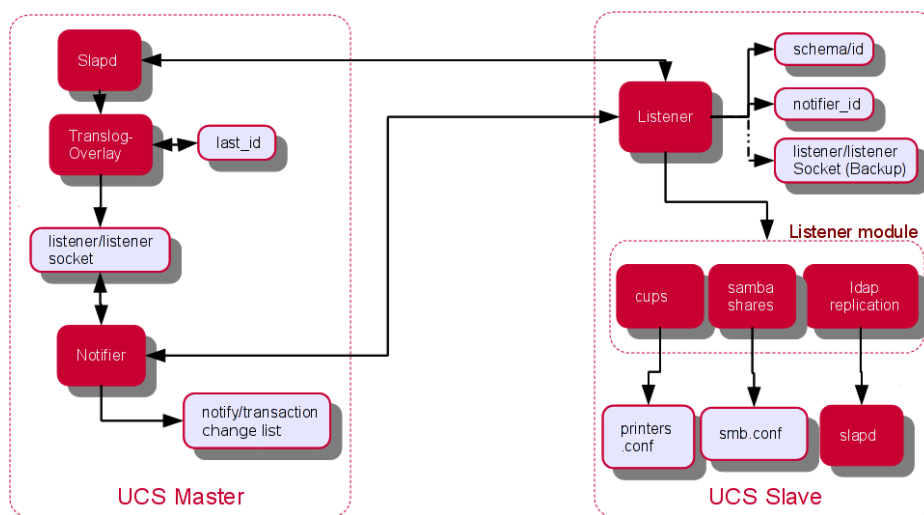 Slapd
Translog-
Overlay
last_id
listener/listener
socket
Notifier
notify/transaction
change list
UCS Master
Listener
schema/id
notifier_id
listener/listener
Socket (Backup)
Listener module
cups
samba
shares
ldap
replication
printers
.conf
smb.conf
slapd
UCS Slave